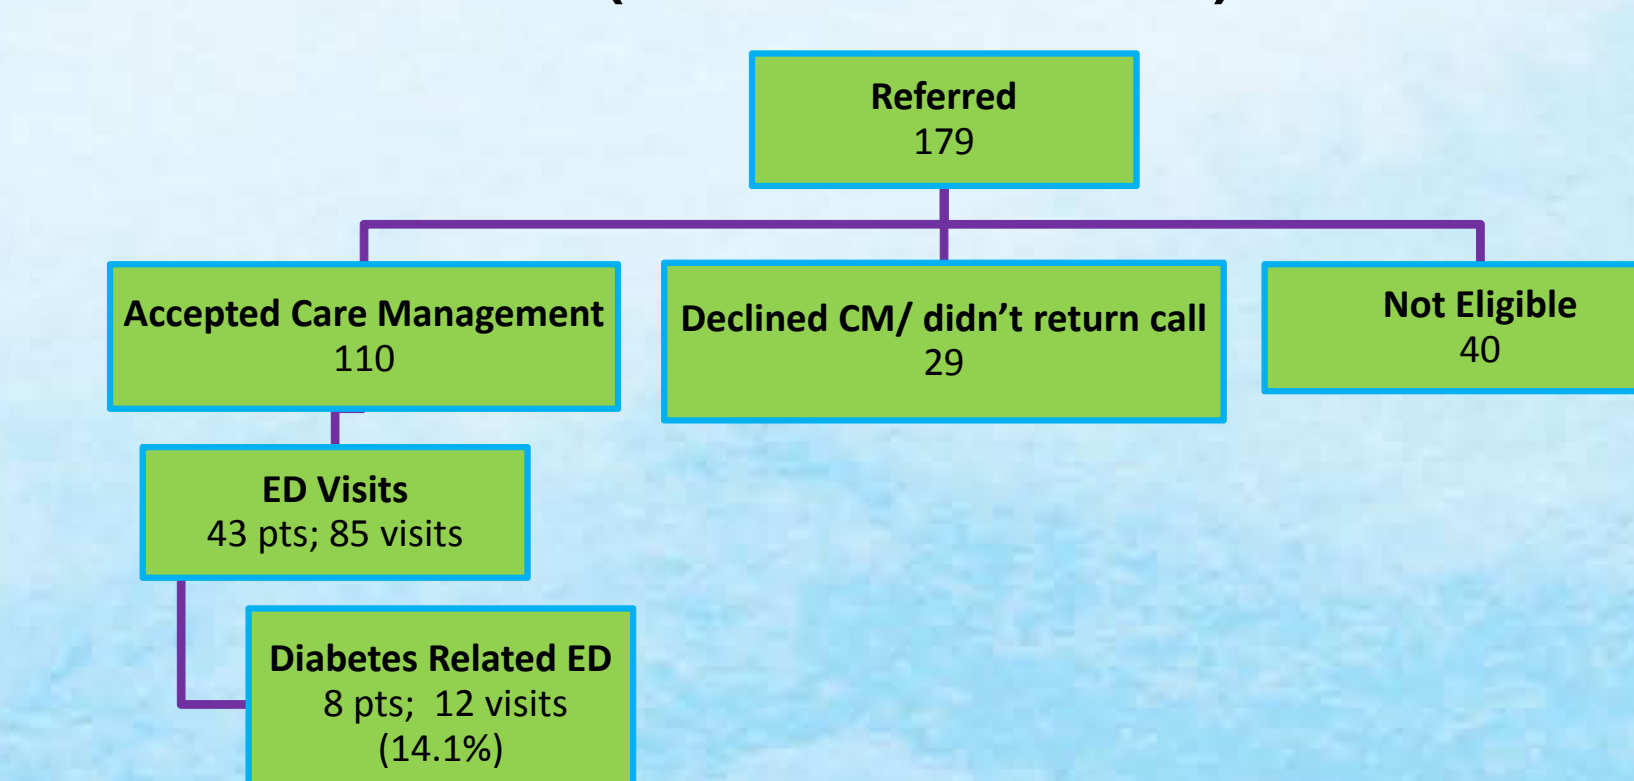 Referred
179
Accepted Care Management
110
Declined CM/ didn’t return call
29
Not Eligible
40
ED Visits
43 pts; 85 visits
Diabetes Related ED
8 pts;  12 visits
(14.1%)